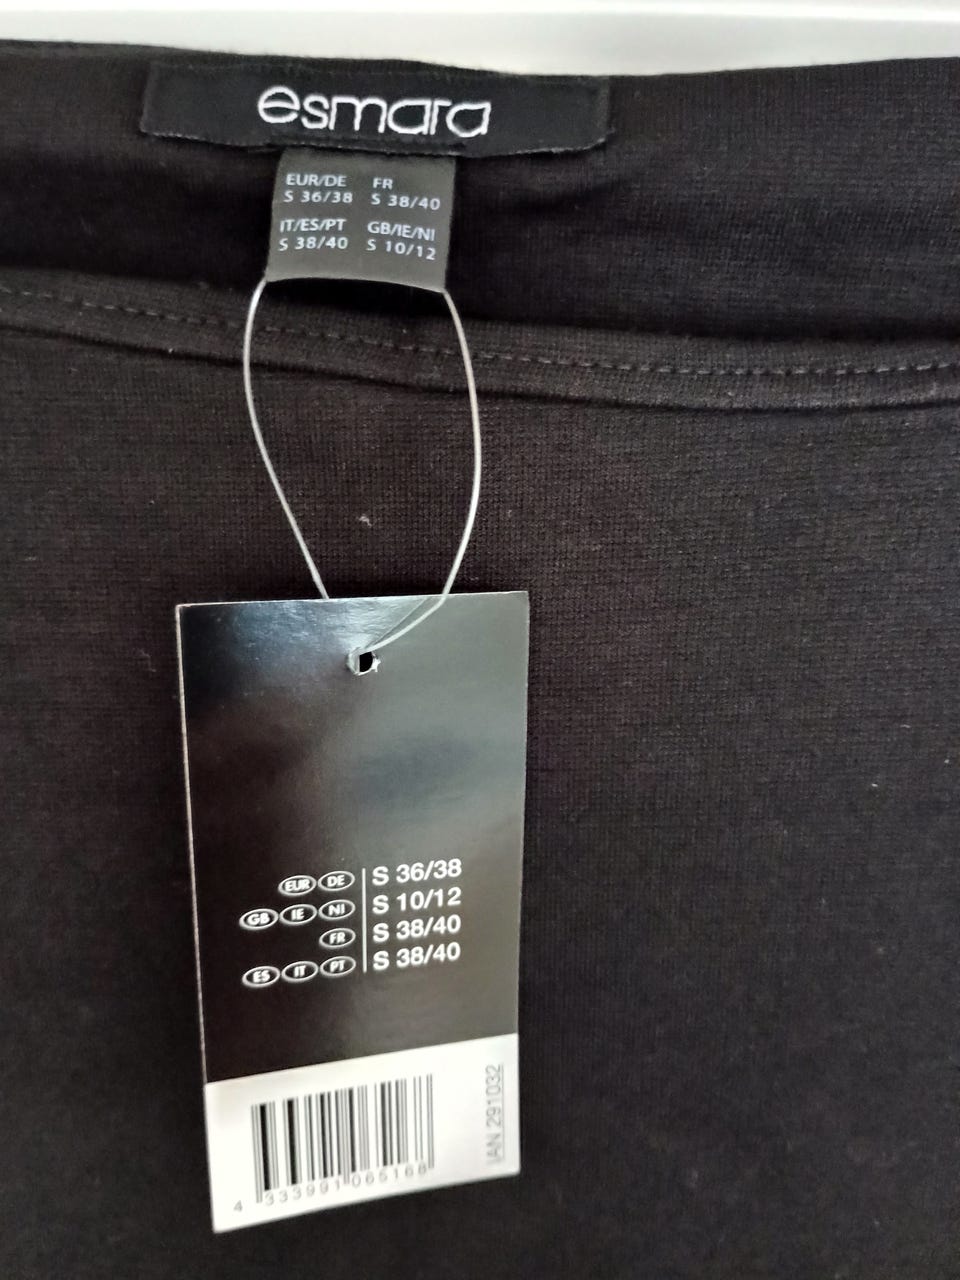 esmara
EUR/DE FR
S 36/38 S 38/40
IT/ES/PT GB/IE/NI
S 38/40 S 10/12
EUR DE S 36/38
GB IE NI S 10/12
FR S 38/40
ES IT PT S 38/40
IAN 291032
4 333991 065168